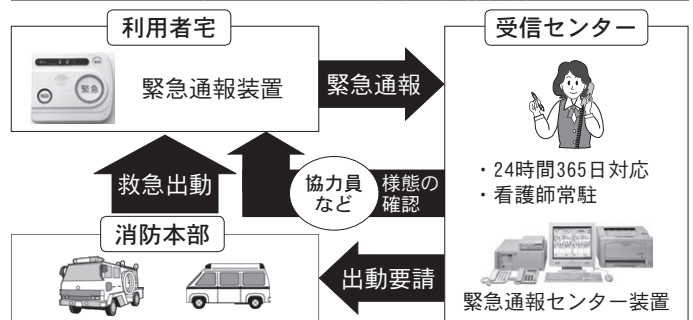 利用者宅
受信センター
緊急
緊急通報装置
緊急通報
・24時間365日対応
・看護師常駐
救急出動
協力員
など
様態の
確認
消防本部
出動要請
緊急通報センター装置